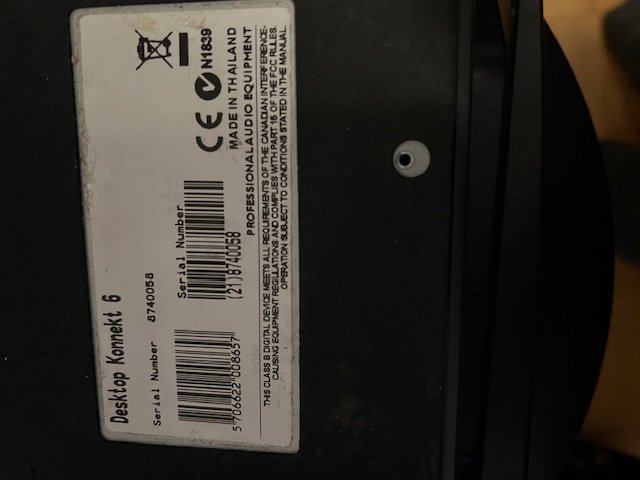 Desktop Konnekt 6
Serial Number 8740058
Serial Number
(21)8740058
5 706622 008657
CE N1839
MADE IN THAILAND
PROFESSIONAL AUDIO EQUIPMENT
THIS CLASS B DIGITAL DEVICE MEETS ALL REQUIREMENTS OF THE CANADIAN INTERFERENCE-
CAUSING EQUIPMENT REGULATIONS AND COMPLIES WITH PART 15 OF THE FCC RULES.
OPERATION SUBJECT TO CONDITIONS STATED IN THE MANUAL